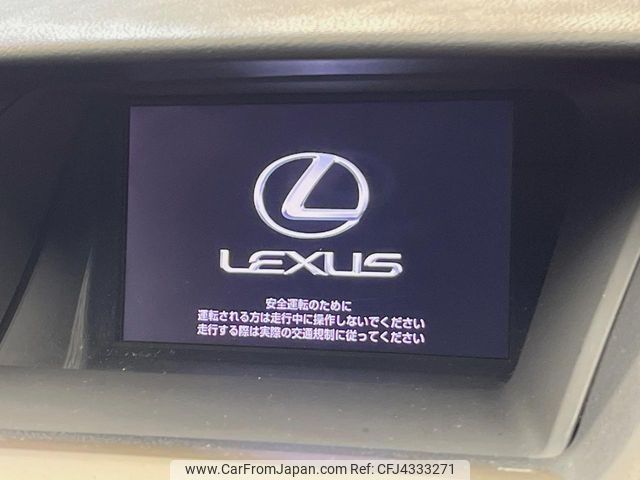 LEXUS
安全運転のために
運転される方は走行中に操作しないでください
走行する際は実際の交通規制に従ってください
www.CarFromJapan.com | Ref ID:CFJ4333271